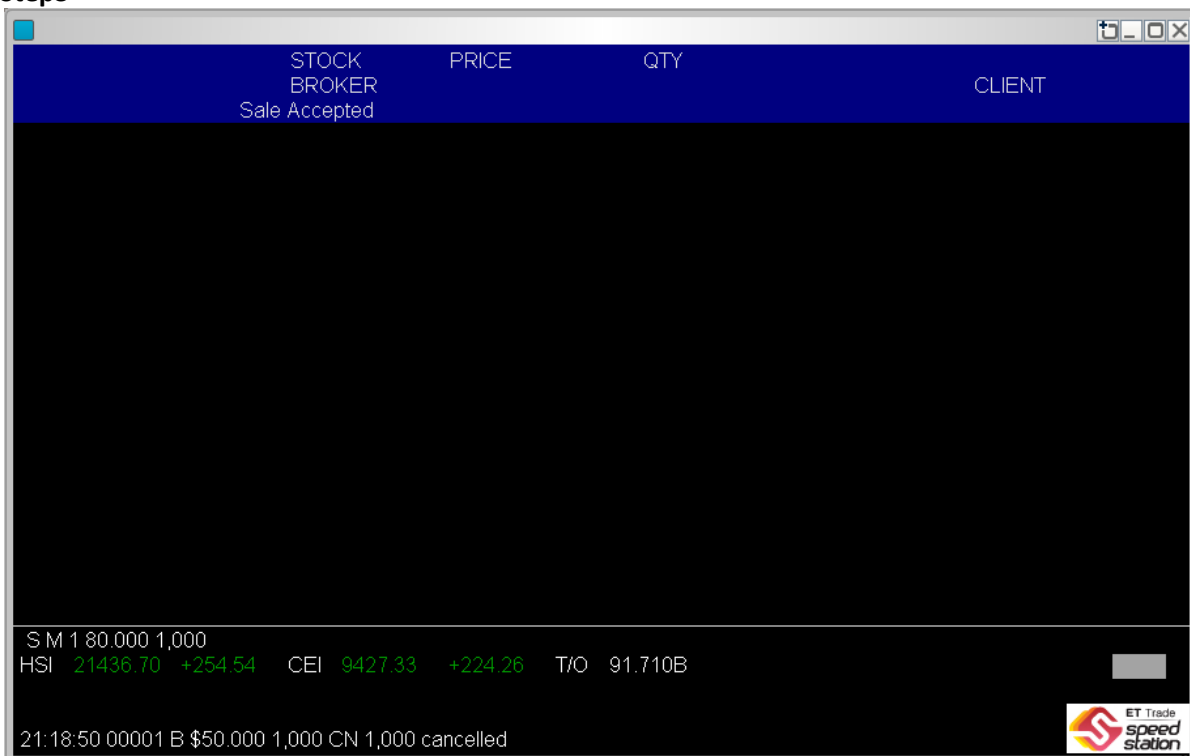 STOCK PRICE QTY
BROKER CLIENT
Sale Accepted
S M 1 80.000 1,000
HSI 21436.70 +254.54 CEI 9427.33 +224.26 T/O 91.710B
21:18:50 00001 B $50.000 1,000 CN 1,000 cancelled
ET Trade
speed
station